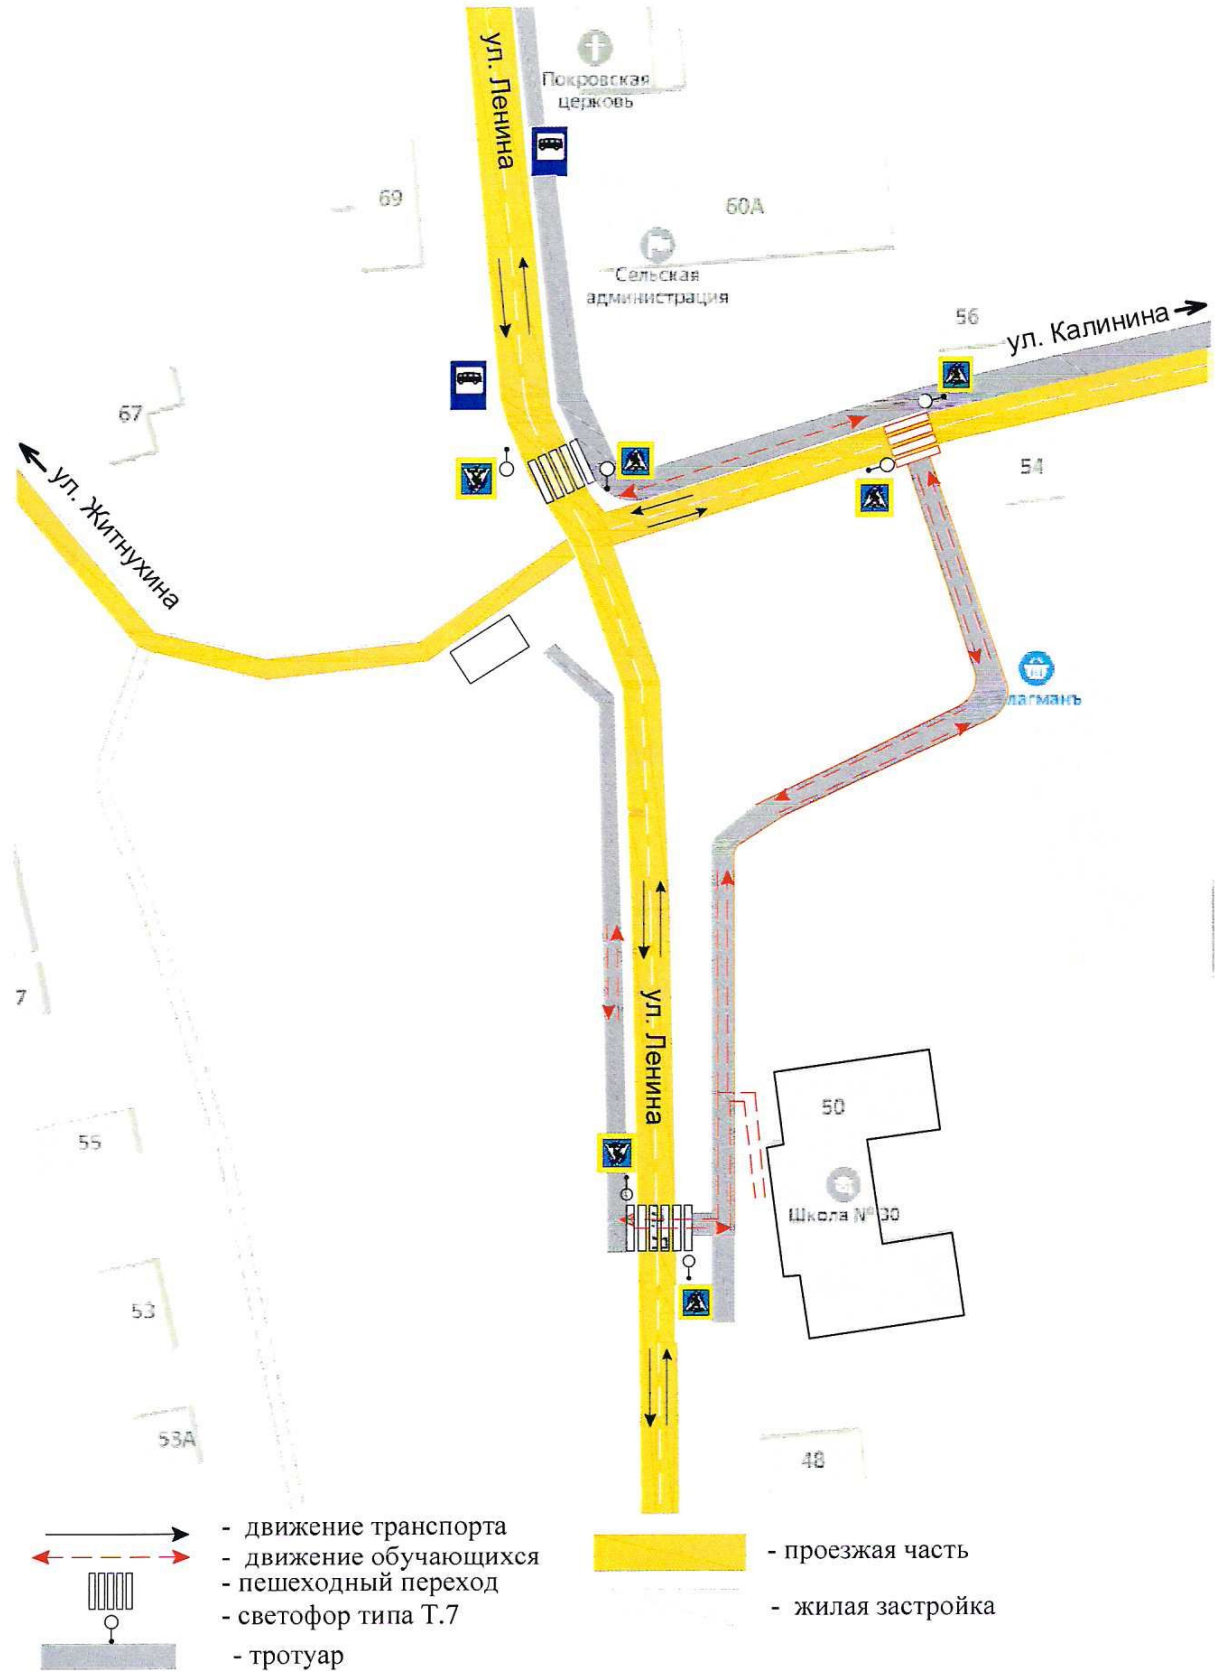 ул. Ленина
Покровская
церковь
69
60А
Сельская
администрация
56
ул. Калинина
67
54
ул. Житнухина
лагманъ
7
ул. Ленина
50
55
Школа №
53
53А
48
- движение транспорта
- движение обучающихся
- пешеходный переход
- светофор типа Т.7
- тротуар
- проезжая часть
- жилая застройка